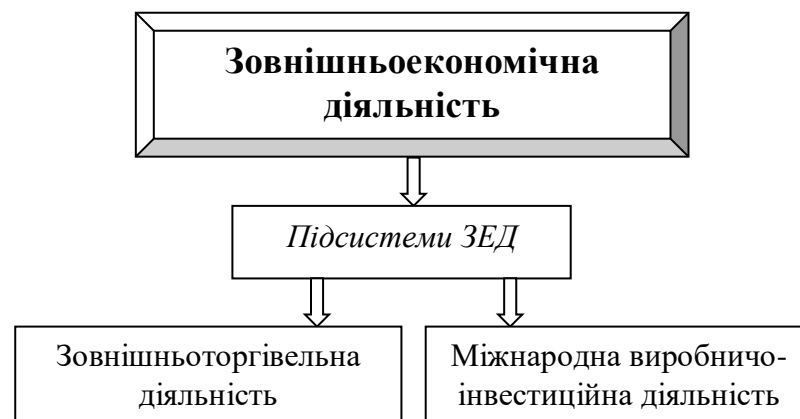 Зовнішньоекономічна
діяльність
Підсистеми ЗЕД
Зовнішньоторгівельна
діяльність
Міжнародна виробничо-
інвестиційна діяльність